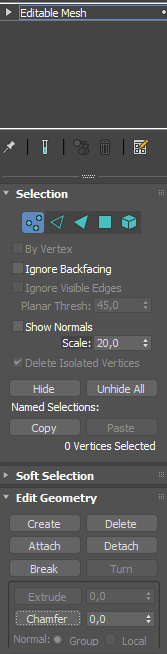 Editable Mesh
Selection
By Vertex
Ignore Backfacing
Ignore Visible Edges
Planar Thresh: 45,0
Show Normals
Scale: 20,0
Delete Isolated Vertices
Hide Unhide All
Named Selections:
Copy Paste
0 Vertices Selected
Soft Selection
Edit Geometry
Create Delete
Attach Detach
Break Turn
Extrude 0,0
Chamfer 0,0
Normal: Group Local